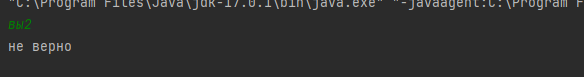 "C:\Program Files\Java\jdk-17.0.1\bin\java.exe" "-javaagent:C:\Program F
вы2
не верно